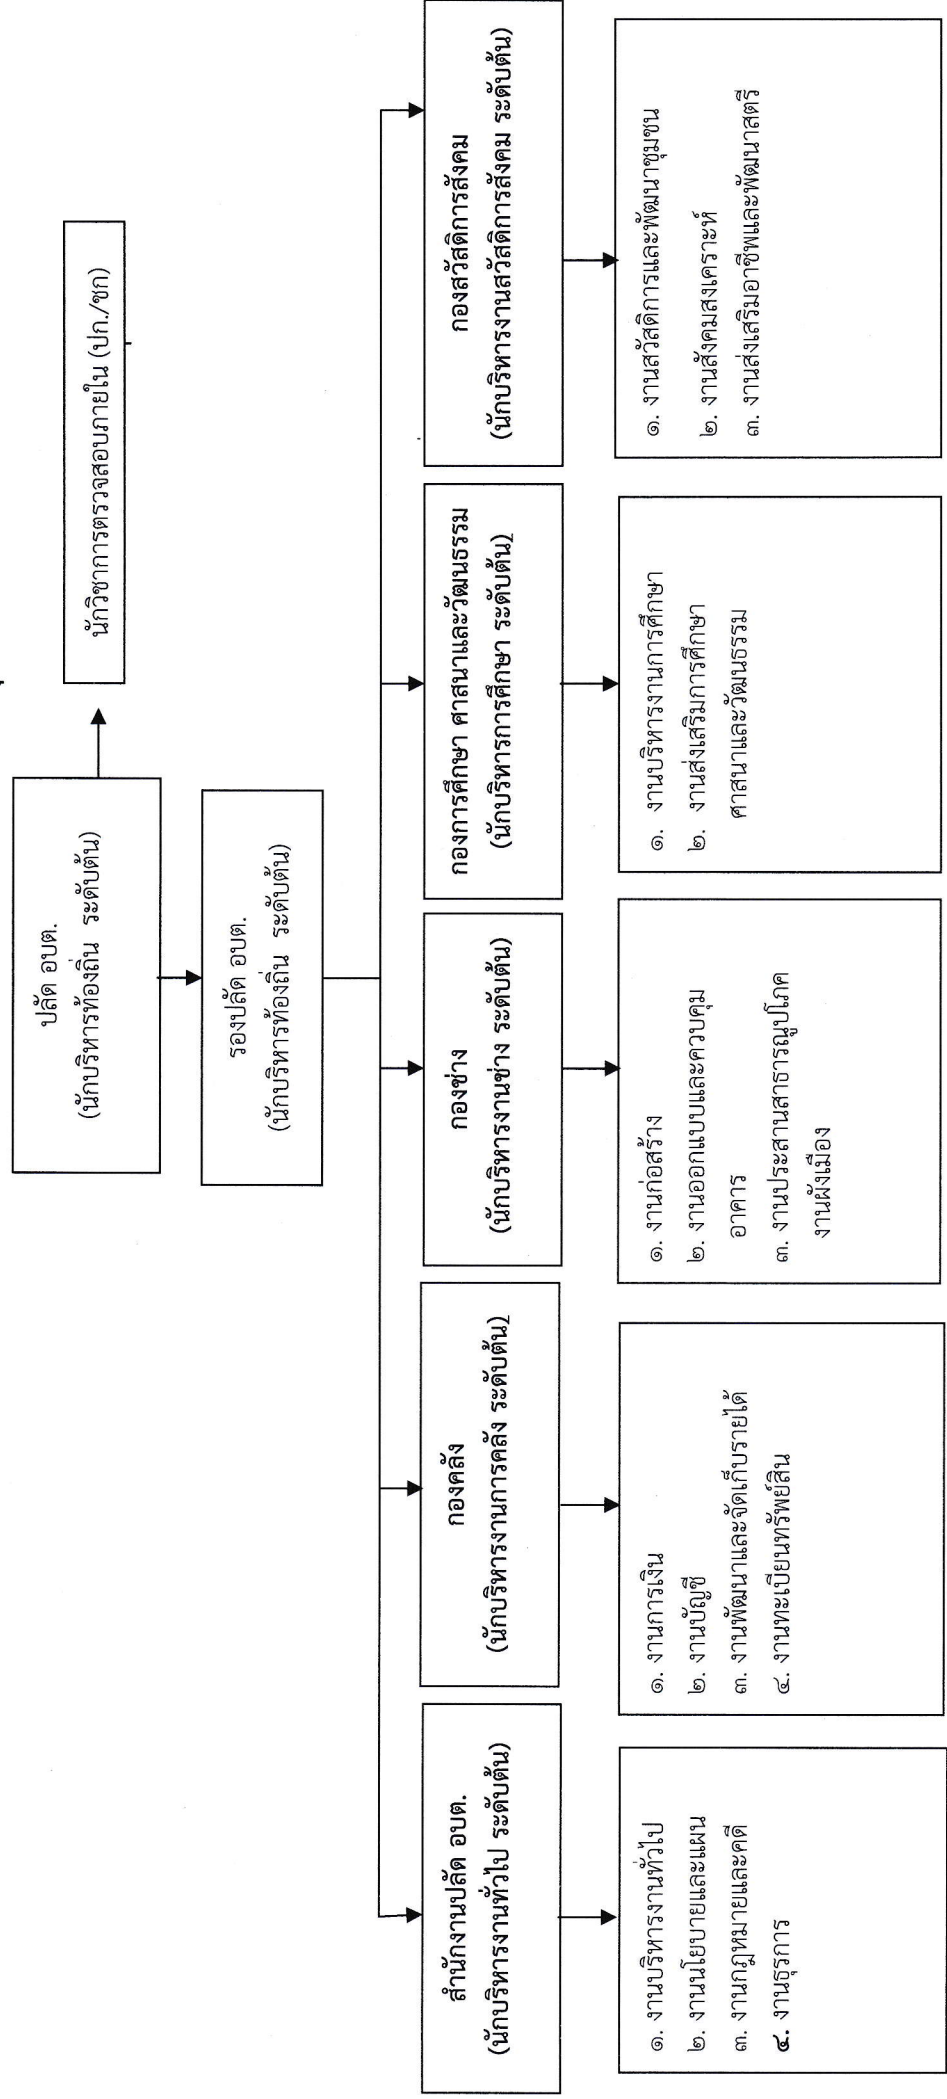 ปลัด อบต.
(นักบริหารท้องถิ่น ระดับต้น)
นักวิชาการตรวจสอบภายใน (ปก./ชก)
รองปลัด อบต.
(นักบริหารท้องถิ่น ระดับต้น)
สำนักงานปลัด อบต.
(นักบริหารงานทั่วไป ระดับต้น)
กองคลัง
(นักบริหารงานการคลัง ระดับต้น)
กองช่าง
(นักบริหารงานช่าง ระดับต้น)
กองการศึกษา ศาสนาและวัฒนธรรม
(นักบริหารการศึกษา ระดับต้น)
กองสวัสดิการสังคม
(นักบริหารงานสวัสดิการสังคม ระดับต้น)
๑. งานบริหารงานทั่วไป
๒. งานนโยบายและแผน
๓. งานกฎหมายและคดี
๔. งานธุรการ
๑. งานการเงิน
๒. งานบัญชี
๓. งานพัฒนาและจัดเก็บรายได้
๔. งานทะเบียนทรัพย์สิน
๑. งานก่อสร้าง
๒. งานออกแบบและควบคุม
อาคาร
๓. งานประสานสาธารณูปโภค
งานผังเมือง
๑. งานบริหารงานการศึกษา
๒. งานส่งเสริมการศึกษา
ศาสนาและวัฒนธรรม
๑. งานสวัสดิการและพัฒนาชุมชน
๒. งานสังคมสงเคราะห์
๓. งานส่งเสริมอาชีพและพัฒนาสตรี